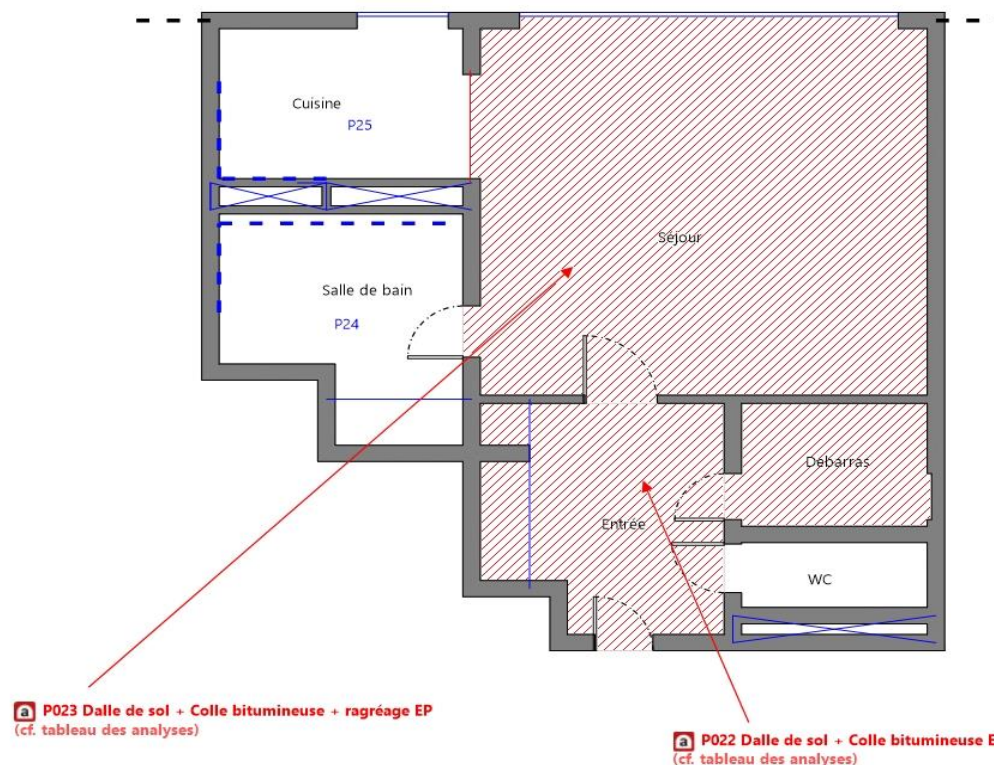 Cuisine
P25
Séjour
Salle de bain
P24
Débarras
Entrée
WC
a P023 Dalle de sol + Colle bitumineuse + ragréage EP
(cf. tableau des analyses)
a P022 Dalle de sol + Colle bitumineuse E
(cf. tableau des analyses)